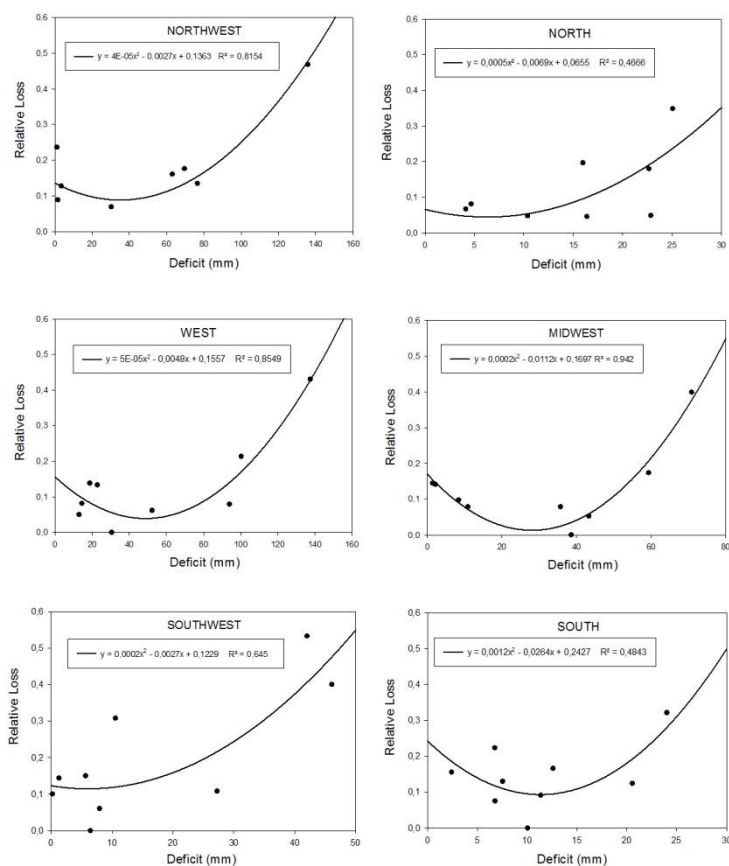 NORTHWEST
y = 4E-05x² - 0,0027x + 0,1363 R² = 0,8154
Relative Loss
0,6
0,5
0,4
0,3
0,2
0,1
0,0
0 20 40 60 80 100 120 140 160
Deficit (mm)
NORTH
y = 0,0005x² - 0,0069x + 0,0655 R² = 0,4666
Relative Loss
0,6
0,5
0,4
0,3
0,2
0,1
0,0
0 5 10 15 20 25 30
Deficit (mm)
WEST
y = 5E-05x² - 0,0048x + 0,1557 R² = 0,8549
Relative Loss
0,6
0,5
0,4
0,3
0,2
0,1
0,0
0 20 40 60 80 100 120 140 160
Deficit (mm)
MIDWEST
y = 0,0002x² - 0,0112x + 0,1697 R² = 0,942
Relative Loss
0,6
0,5
0,4
0,3
0,2
0,1
0,0
0 20 40 60 80
Deficit (mm)
SOUTHWEST
y = 0,0002x² - 0,0027x + 0,1229 R² = 0,645
Relative Loss
0,6
0,5
0,4
0,3
0,2
0,1
0,0
0 10 20 30 40 50
Deficit (mm)
SOUTH
y = 0,0012x² - 0,0264x + 0,2427 R² = 0,4843
Relative Loss
0,6
0,5
0,4
0,3
0,2
0,1
0,0
0 5 10 15 20 25 30
Deficit (mm)